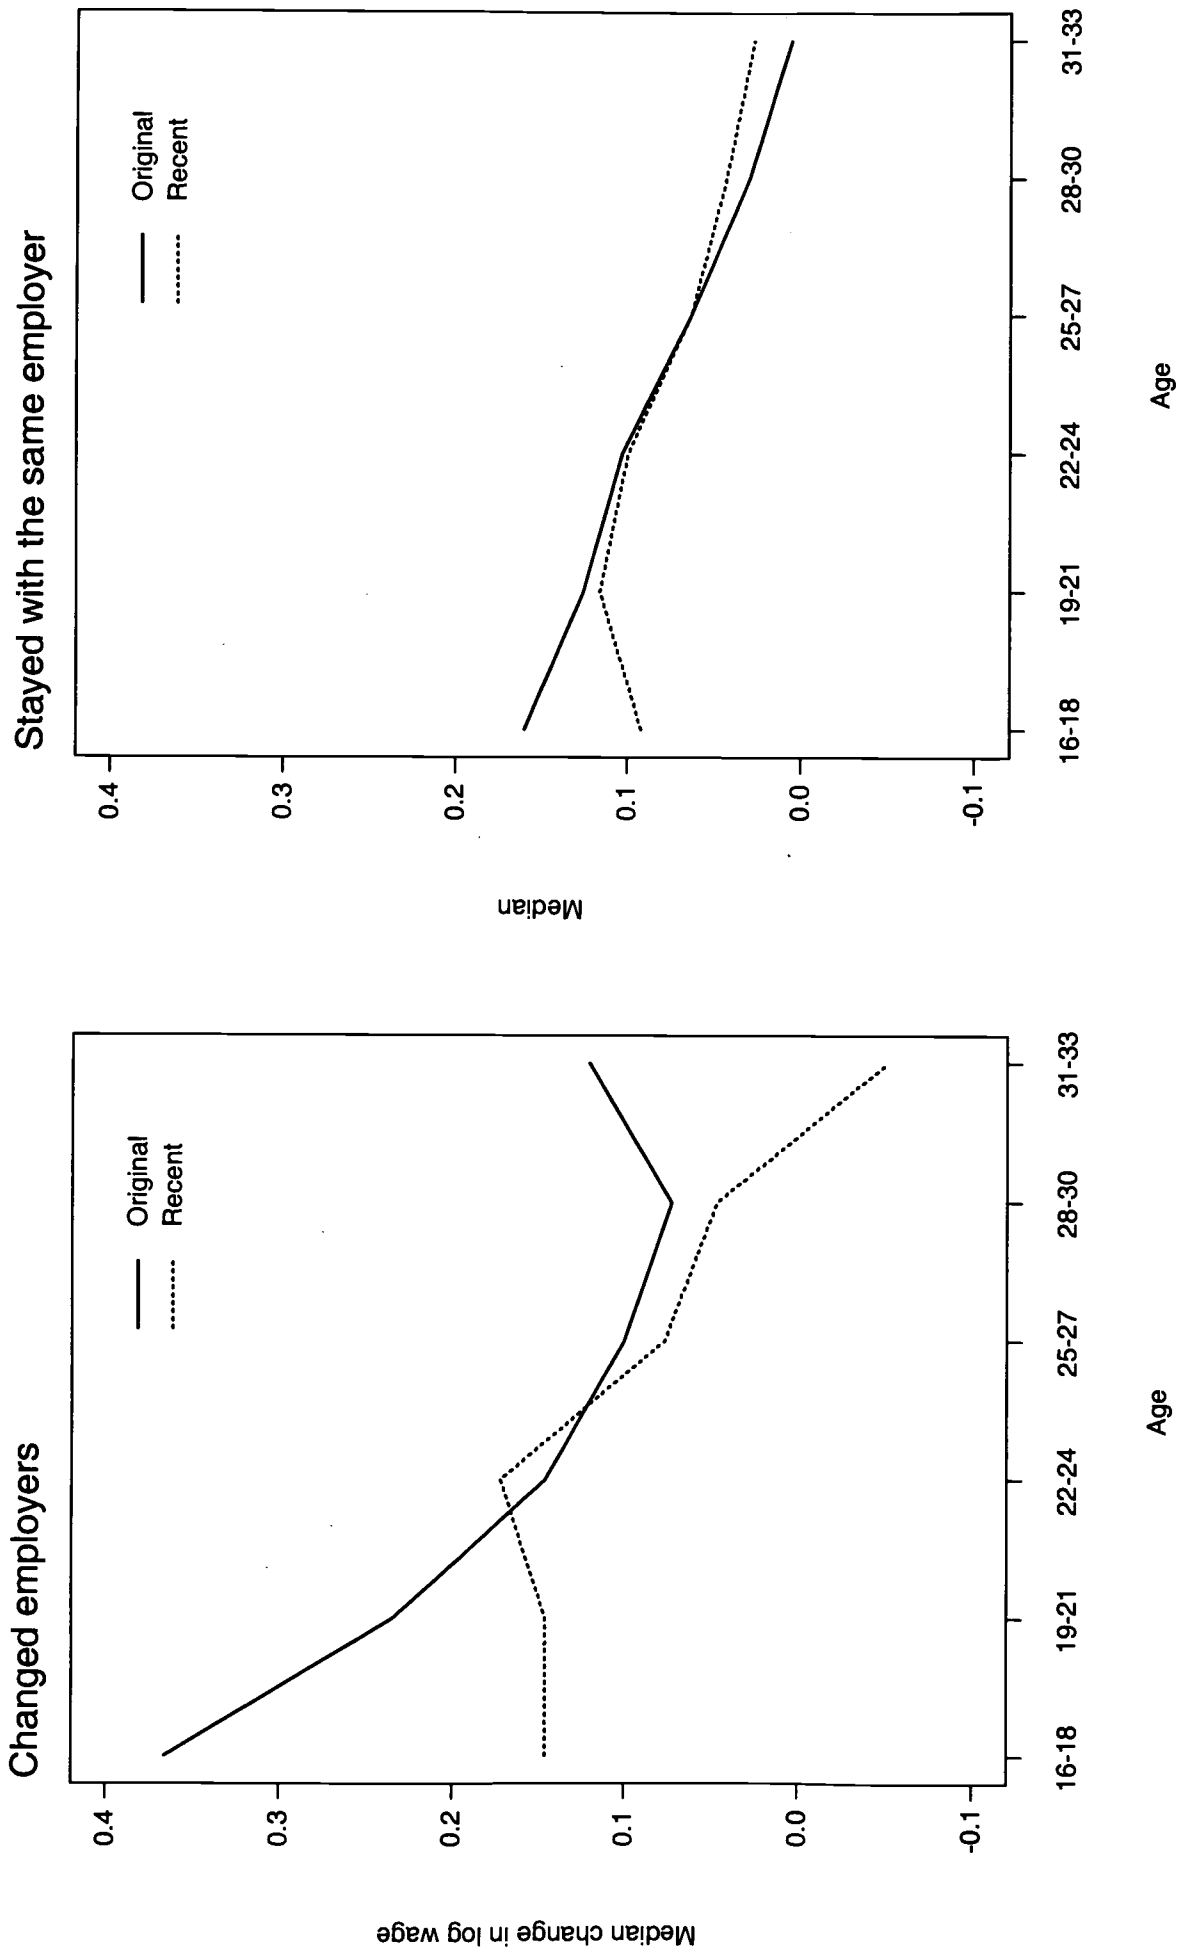 Changed employers
Median change in log wage
0.4
0.3
0.2
0.1
0.0
-0.1
Original
Recent
16-18
19-21
22-24
25-27
28-30
31-33
Age
Stayed with the same employer
Median
0.4
0.3
0.2
0.1
0.0
-0.1
Original
Recent
16-18
19-21
22-24
25-27
28-30
31-33
Age